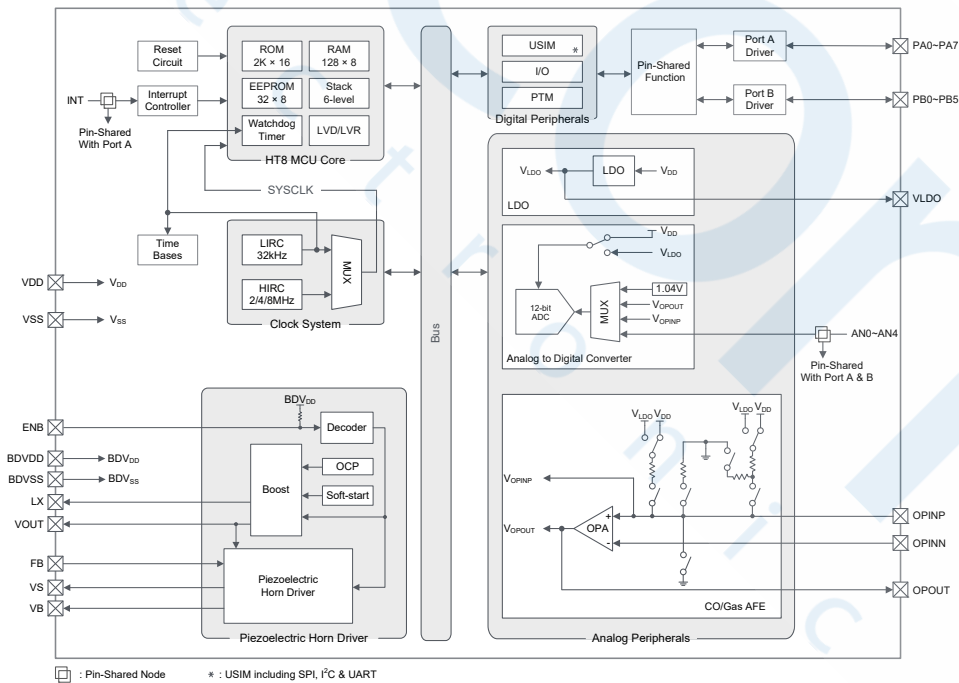 Reset
Circuit
INT
Interrupt
Controller
Pin-Shared
With Port A
ROM
2K × 16
RAM
128 × 8
EEPROM
32 × 8
Stack
6-level
Watchdog
Timer
LVD/LVR
HT8 MCU Core
SYSCLK
Time
Bases
LIRC
32kHz
HIRC
2/4/8MHz
MUX
Clock System
Bus
USIM
*
I/O
PTM
Digital Peripherals
Pin-Shared
Function
Port A
Driver
Port B
Driver
PA0~PA7
PB0~PB5
VLDO
LDO
VDD
LDO
VLDO
VDD
VLDO
12-bit
ADC
MUX
1.04V
VOPOUT
VOPINP
Analog to Digital Converter
AN0~AN4
Pin-Shared
With Port A & B
VDD
VDD
VSS
VSS
ENB
BDVDD
Decoder
BDVDD
BDVDD
BDVSS
BDVSS
LX
VOUT
Boost
OCP
Soft-start
FB
VS
VB
Piezoelectric
Horn Driver
Piezoelectric Horn Driver
VLDO VDD
VLDO VDD
VOPINP
VOPOUT
+
OPA
-
OPINP
OPINN
OPOUT
CO/Gas AFE
Analog Peripherals
: Pin-Shared Node
* : USIM including SPI, I²C & UART